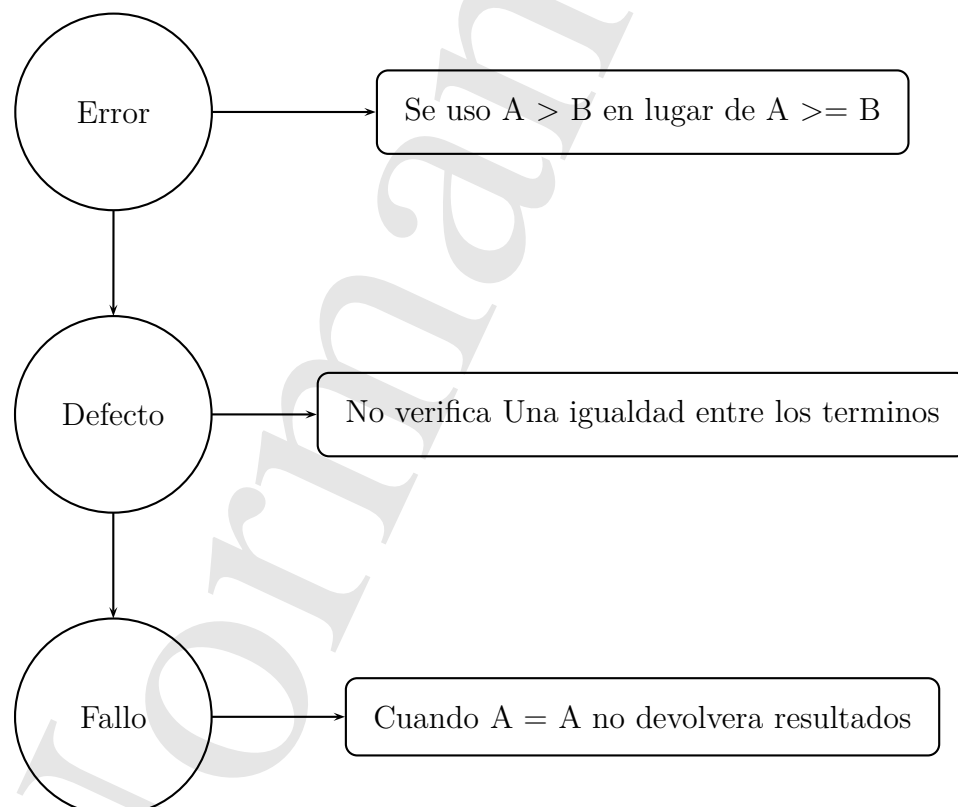 Error
Se uso A > B en lugar de A >= B
Defecto
No verifica Una igualdad entre los terminos
Fallo
Cuando A = A no devolvera resultados